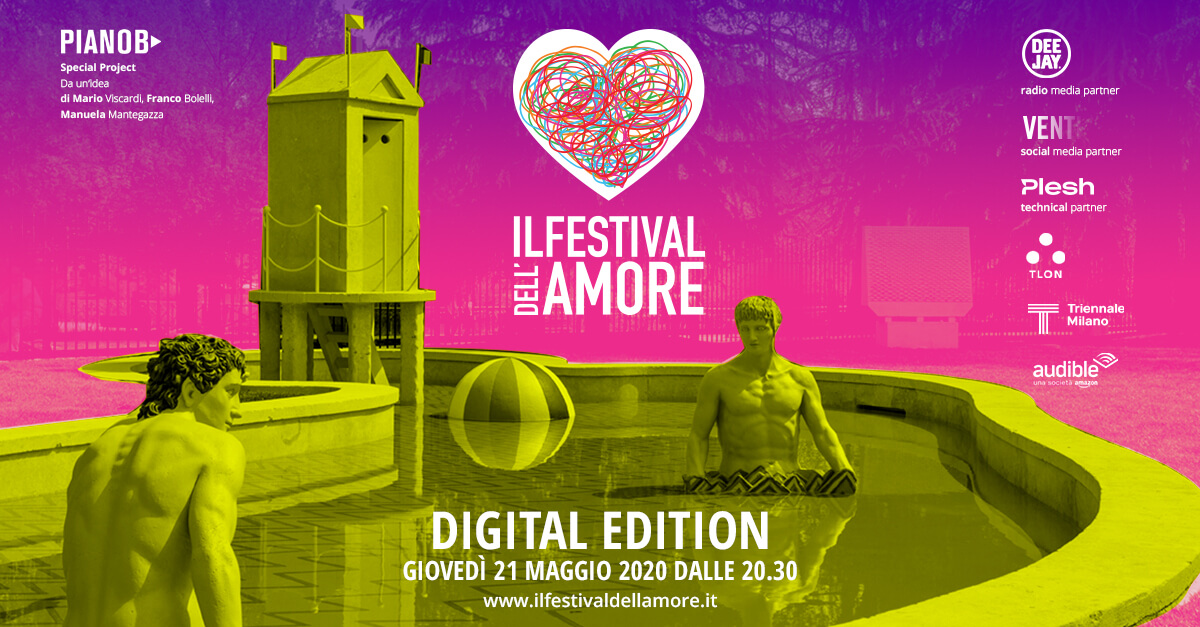 PIANOB
Special Project
Da un'idea
di Mario Viscardi, Franco Bolelli,
Manuela Mantegazza
IL FESTIVAL
DELL'AMORE
DEE
JAY.
radio media partner
VENTI
social media partner
Plesh
technical partner
TLON
Triennale
Milano
audible
una società amazon
DIGITAL EDITION
GIOVEDÌ 21 MAGGIO 2020 DALLE 20.30
www.ilfestivaldellamore.it